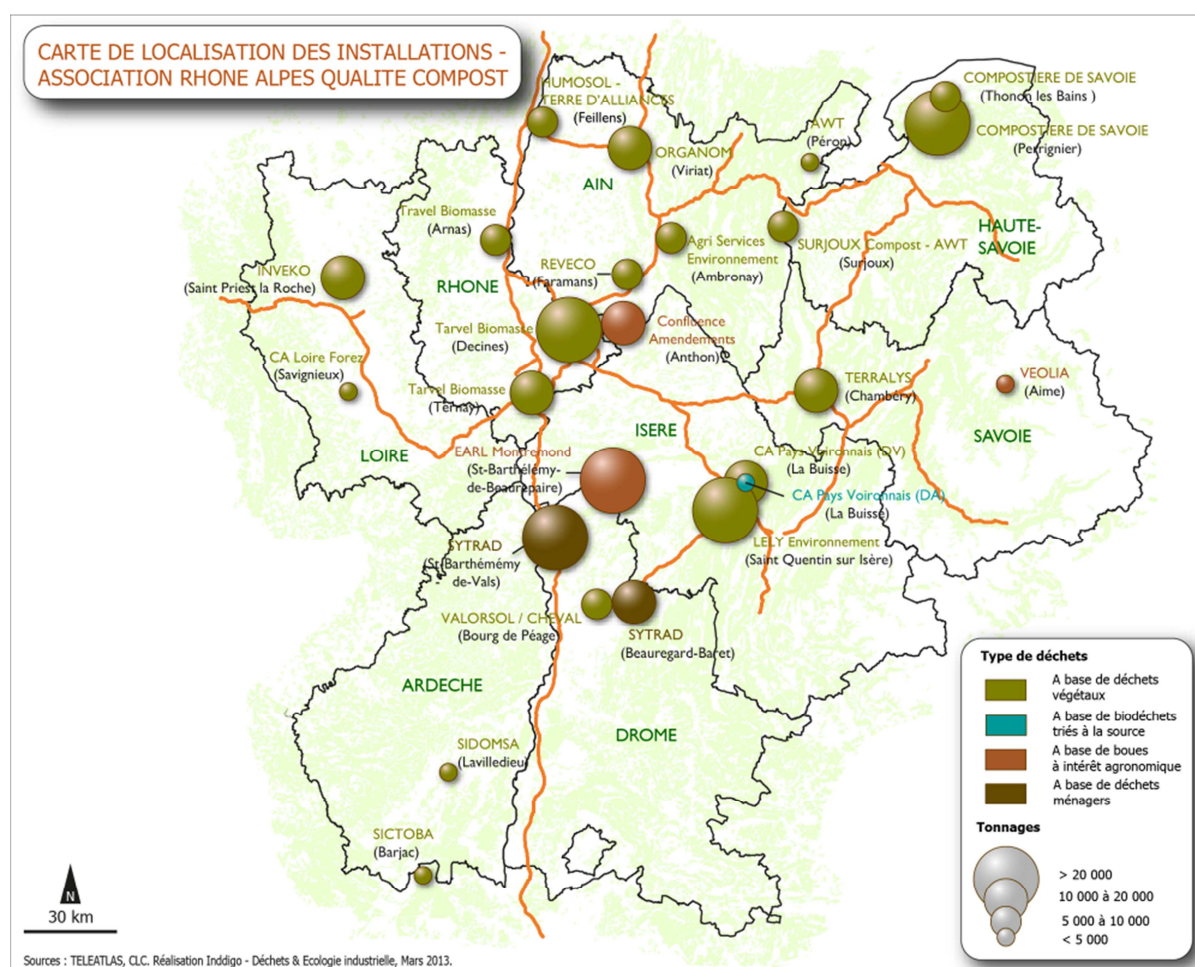 CARTE DE LOCALISATION DES INSTALLATIONS -
ASSOCIATION RHONE ALPES QUALITE COMPOST
HUMOSOL -
TERRE D'ALLIANCES
(Feillens)
ORGANOM
(Viriat)
AIN
AWT
(Péron)
COMPOSTIERE DE SAVOIE
(Thonon les Bains )
COMPOSTIERE DE SAVOIE
(Perrignier)
Travel Biomasse
(Arnas)
Agri Services
Environnement
(Ambronay)
SURJOUX Compost - AWT
(Surjoux)
HAUTE-
SAVOIE
INVEKO
(Saint Priest la Roche)
RHONE
REVECO
(Faramans)
Tarvel Biomasse
(Decines)
Confluence
Amendements
(Anthon)
CA Loire Forez
(Savignieux)
Tarvel Biomasse
(Ternay)
TERRALYS
(Chambéry)
VEOLIA
(Aime)
SAVOIE
LOIRE
ISERE
EARL Montremond
(St-Barthélémy-
de-Beaurepaire)
CA Pays Voironnais (DV)
(La Buisse)
CA Pays Voironnais (DA)
(La Buisse)
LELY Environnement
(Saint Quentin sur Isère)
SYTRAD
(St-Barthémémy
de-Vals)
VALORSOL / CHEVAL
(Bourg de Péage)
SYTRAD
(Beauregard-Baret)
ARDECHE
DROME
SIDOMSA
(Lavilledieu)
SICTOBA
(Barjac)
Type de déchets
A base de déchets
végétaux
A base de biodéchets
triés à la source
A base de boues
à intérêt agronomique
A base de déchets
ménagers
Tonnages
> 20 000
10 000 à 20 000
5 000 à 10 000
< 5 000
N
30 km
Sources : TELEATLAS, CLC. Réalisation Inddigo - Déchets & Ecologie industrielle, Mars 2013.